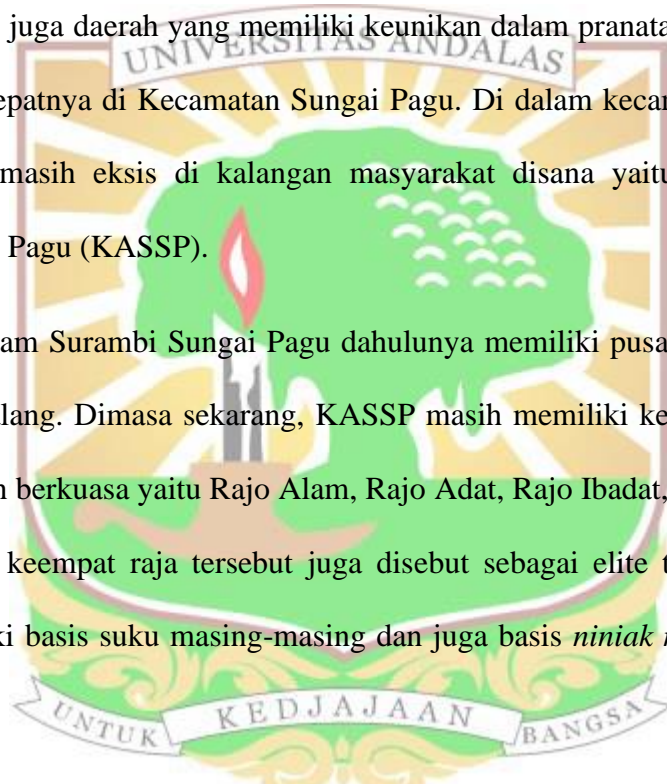 juga daerah yang memiliki keunikan dalam pranata
UNIVERSITAS ANDALAS
epatnya di Kecamatan Sungai Pagu. Di dalam kecar
masih eksis di kalangan masyarakat disana yaitu
Pagu (KASSP).
am Surambi Sungai Pagu dahulunya memiliki pusa
alang. Dimasa sekarang, KASSP masih memiliki ke
berkuasa yaitu Rajo Alam, Rajo Adat, Rajo Ibadat,
keempat raja tersebut juga disebut sebagai elite t
ki basis suku masing-masing dan juga basis niniak
UNTUK KEDJAJAAN BANGSA